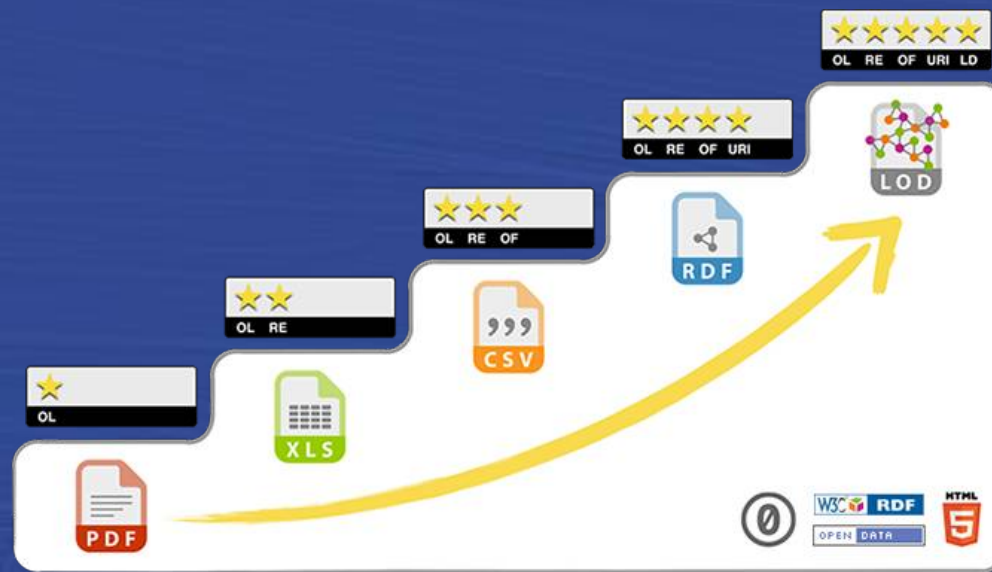 OL RE OF URI LD
LOD
OL RE OF URI
RDF
OL RE OF
CSV
OL RE
XLS
OL
PDF
0
W3C RDF
OPEN DATA
HTML
5